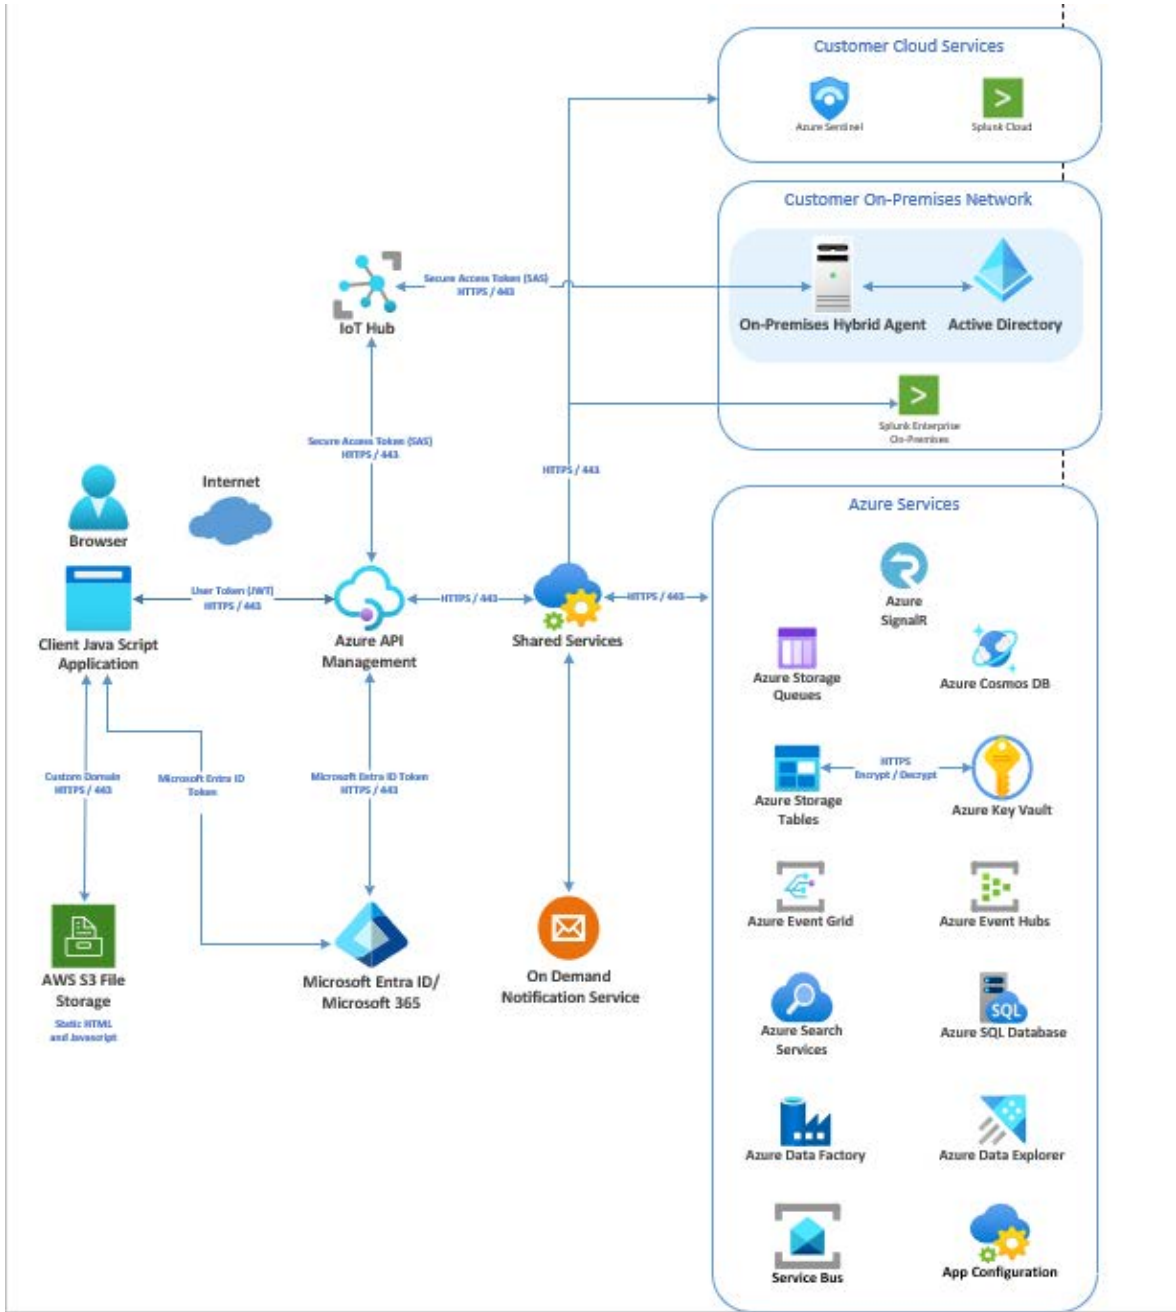 Customer Cloud Services
Azure Sentinel
Splunk Cloud
Customer On-Premises Network
Secure Access Token (SAS)
HTTPS / 443
IoT Hub
On-Premises Hybrid Agent
Active Directory
Splunk Enterprise
On-Premises
Secure Access Token (SAS)
HTTPS / 443
HTTPS / 443
Internet
Browser
Azure Services
Azure
SignalR
User Token (JWT)
HTTPS / 443
HTTPS / 443
HTTPS / 443
Client Java Script
Application
Azure API
Management
Shared Services
Azure Storage
Queues
Azure Cosmos DB
Custom Domain
HTTPS / 443
Microsoft Entra ID
Token
Microsoft Entra ID Token
HTTPS / 443
HTTPS
Encrypt / Decrypt
Azure Storage
Tables
Azure Key Vault
Azure Event Grid
Azure Event Hubs
AWS S3 File
Storage
Static HTML
and Javascript
Microsoft Entra ID/
Microsoft 365
On Demand
Notification Service
SQL
Azure Search
Services
Azure SQL Database
Azure Data Factory
Azure Data Explorer
Service Bus
App Configuration